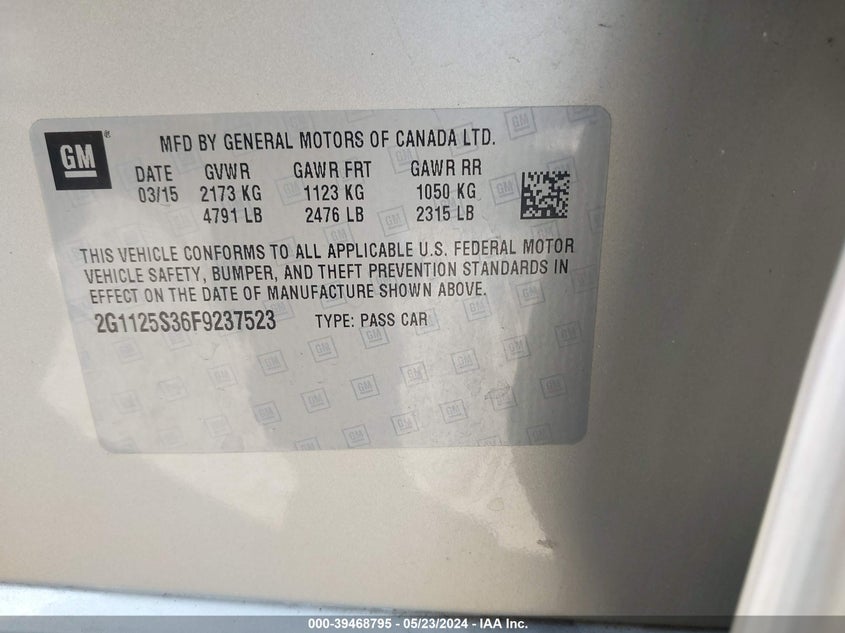 GM
MFD BY GENERAL MOTORS OF CANADA LTD.
DATE GVWR GAWR FRT GAWR RR
03/15 2173 KG 1123 KG 1050 KG
4791 LB 2476 LB 2315 LB
THIS VEHICLE CONFORMS TO ALL APPLICABLE U.S. FEDERAL MOTOR
VEHICLE SAFETY, BUMPER, AND THEFT PREVENTION STANDARDS IN
EFFECT ON THE DATE OF MANUFACTURE SHOWN ABOVE.
2G1125S36F9237523 TYPE: PASS CAR
000-39468795 - 05/23/2024 - IAA Inc.